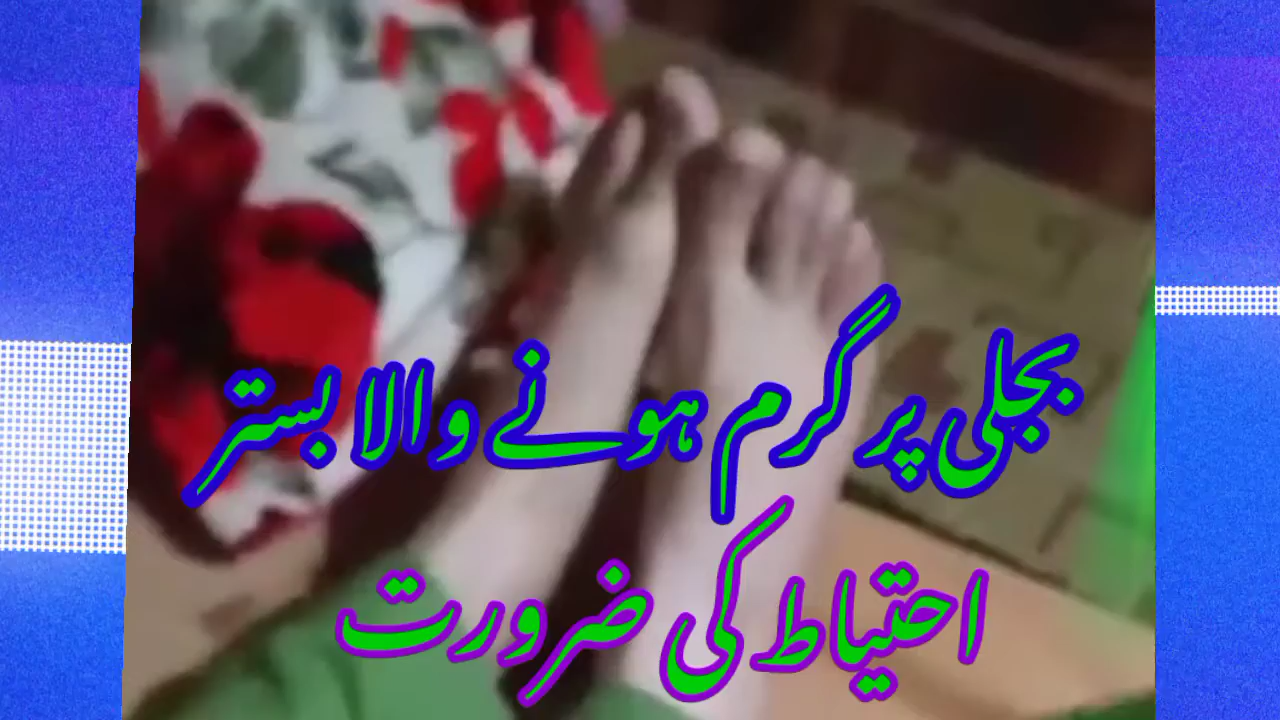 بجلی پر گرم ہونے والا بستر
احتیاط کی ضرورت